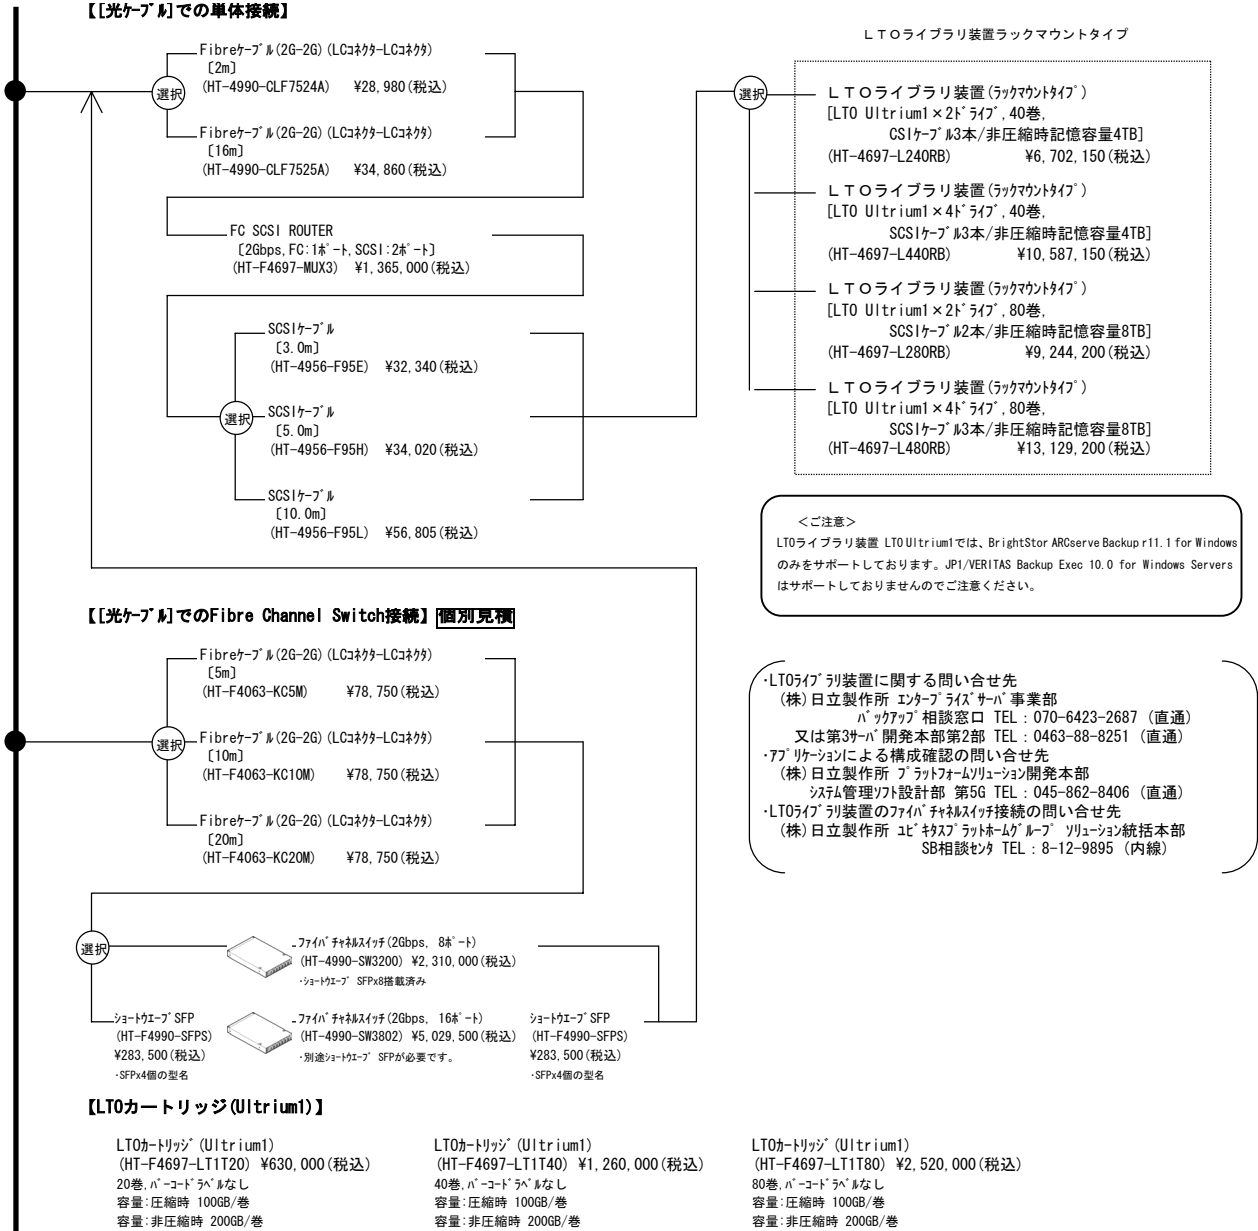 【[光ケーブル]での単体接続】
Fibreケーブル(2G-2G)(LCコネクタ-LCコネクタ)
〔2m〕
(HT-4990-CLF7524A) ¥28,980(税込)
選択
Fibreケーブル(2G-2G)(LCコネクタ-LCコネクタ)
〔16m〕
(HT-4990-CLF7525A) ¥34,860(税込)
FC SCSI ROUTER
〔2Gbps,FC:1ポート,SCSI:2ポート〕
(HT-F4697-MUX3) ¥1,365,000(税込)
SCSIケーブル
〔3.0m〕
(HT-4956-F95E) ¥32,340(税込)
選択
SCSIケーブル
〔5.0m〕
(HT-4956-F95H) ¥34,020(税込)
SCSIケーブル
〔10.0m〕
(HT-4956-F95L) ¥56,805(税込)
LTOライブラリ装置ラックマウントタイプ
選択
LTOライブラリ装置(ラックマウントタイプ)
[LTO Ultrium1×2ドライブ,40巻,
CSIケーブル3本/非圧縮時記憶容量4TB]
(HT-4697-L240RB) ¥6,702,150(税込)
LTOライブラリ装置(ラックマウントタイプ)
[LTO Ultrium1×4ドライブ,40巻,
SCSIケーブル3本/非圧縮時記憶容量4TB]
(HT-4697-L440RB) ¥10,587,150(税込)
LTOライブラリ装置(ラックマウントタイプ)
[LTO Ultrium1×2ドライブ,80巻,
SCSIケーブル2本/非圧縮時記憶容量8TB]
(HT-4697-L280RB) ¥9,244,200(税込)
LTOライブラリ装置(ラックマウントタイプ)
[LTO Ultrium1×4ドライブ,80巻,
SCSIケーブル3本/非圧縮時記憶容量8TB]
(HT-4697-L480RB) ¥13,129,200(税込)
<ご注意>
LTOライブラリ装置 LTO Ultrium1では、BrightStor ARCserve Backup r11.1 for Windows
のみをサポートしております。JP1/VERITAS Backup Exec 10.0 for Windows Servers
はサポートしておりませんのでご注意ください。
【[光ケーブル]でのFibre Channel Switch接続】個別見積
Fibreケーブル(2G-2G)(LCコネクタ-LCコネクタ)
〔5m〕
(HT-F4063-KC5M) ¥78,750(税込)
選択
Fibreケーブル(2G-2G)(LCコネクタ-LCコネクタ)
〔10m〕
(HT-F4063-KC10M) ¥78,750(税込)
Fibreケーブル(2G-2G)(LCコネクタ-LCコネクタ)
〔20m〕
(HT-F4063-KC20M) ¥78,750(税込)
・LTOライブラリ装置に関する問い合せ先
(株)日立製作所 エンタープライズサーバ事業部
バックアップ相談窓口 TEL:070-6423-2687 (直通)
又は第3サーバ開発本部第2部 TEL:0463-88-8251 (直通)
・アプリケーションによる構成確認の問い合せ先
(株)日立製作所 プラットフォームソリューション開発本部
システム管理ソフト設計部 第5G TEL:045-862-8406 (直通)
・LTOライブラリ装置のファイバチャネルスイッチ接続の問い合せ先
(株)日立製作所 ユビキタスプラットホームグループ ソリューション統括本部
SB相談センタ TEL:8-12-9895 (内線)
選択
ファイバチャネルスイッチ(2Gbps, 8ポート)
(HT-4990-SW3200) ¥2,310,000(税込)
・ショートウエーブ SFPx8搭載済み
ショートウエーブSFP
(HT-F4990-SFPS)
¥283,500(税込)
・SFPx4個の型名
ファイバチャネルスイッチ(2Gbps, 16ポート)
(HT-4990-SW3802) ¥5,029,500(税込)
・別途ショートウエーブ SFPが必要です。
ショートウエーブSFP
(HT-F4990-SFPS)
¥283,500(税込)
・SFPx4個の型名
【LTOカートリッジ(Ultrium1)】
LTOカートリッジ(Ultrium1)
(HT-F4697-LT1T20) ¥630,000(税込)
20巻,バーコードラベルなし
容量:圧縮時 100GB/巻
容量:非圧縮時 200GB/巻
LTOカートリッジ(Ultrium1)
(HT-F4697-LT1T40) ¥1,260,000(税込)
40巻,バーコードラベルなし
容量:圧縮時 100GB/巻
容量:非圧縮時 200GB/巻
LTOカートリッジ(Ultrium1)
(HT-F4697-LT1T80) ¥2,520,000(税込)
80巻,バーコードラベルなし
容量:圧縮時 100GB/巻
容量:非圧縮時 200GB/巻